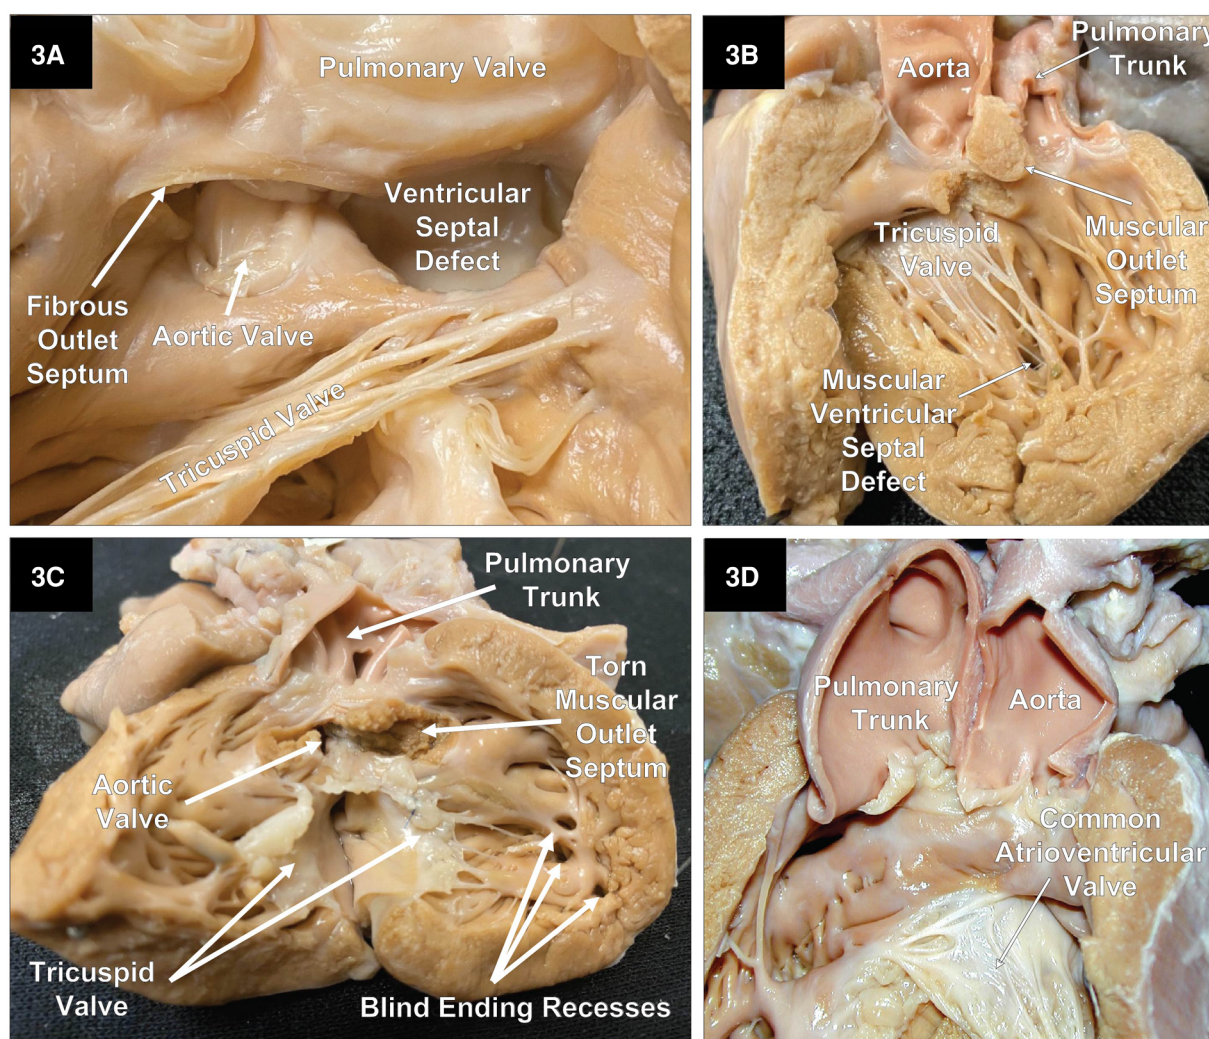 3A
Pulmonary Valve
Ventricular
Septal
Defect
Fibrous
Outlet
Septum
Aortic Valve
Tricuspid Valve
3B
Aorta
Pulmonary
Trunk
Tricuspid
Valve
Muscular
Outlet
Septum
Muscular
Ventricular
Septal
Defect
3C
Pulmonary
Trunk
Torn
Muscular
Outlet
Septum
Aortic
Valve
Tricuspid
Valve
Blind Ending Recesses
3D
Pulmonary
Trunk
Aorta
Common
Atrioventricular
Valve